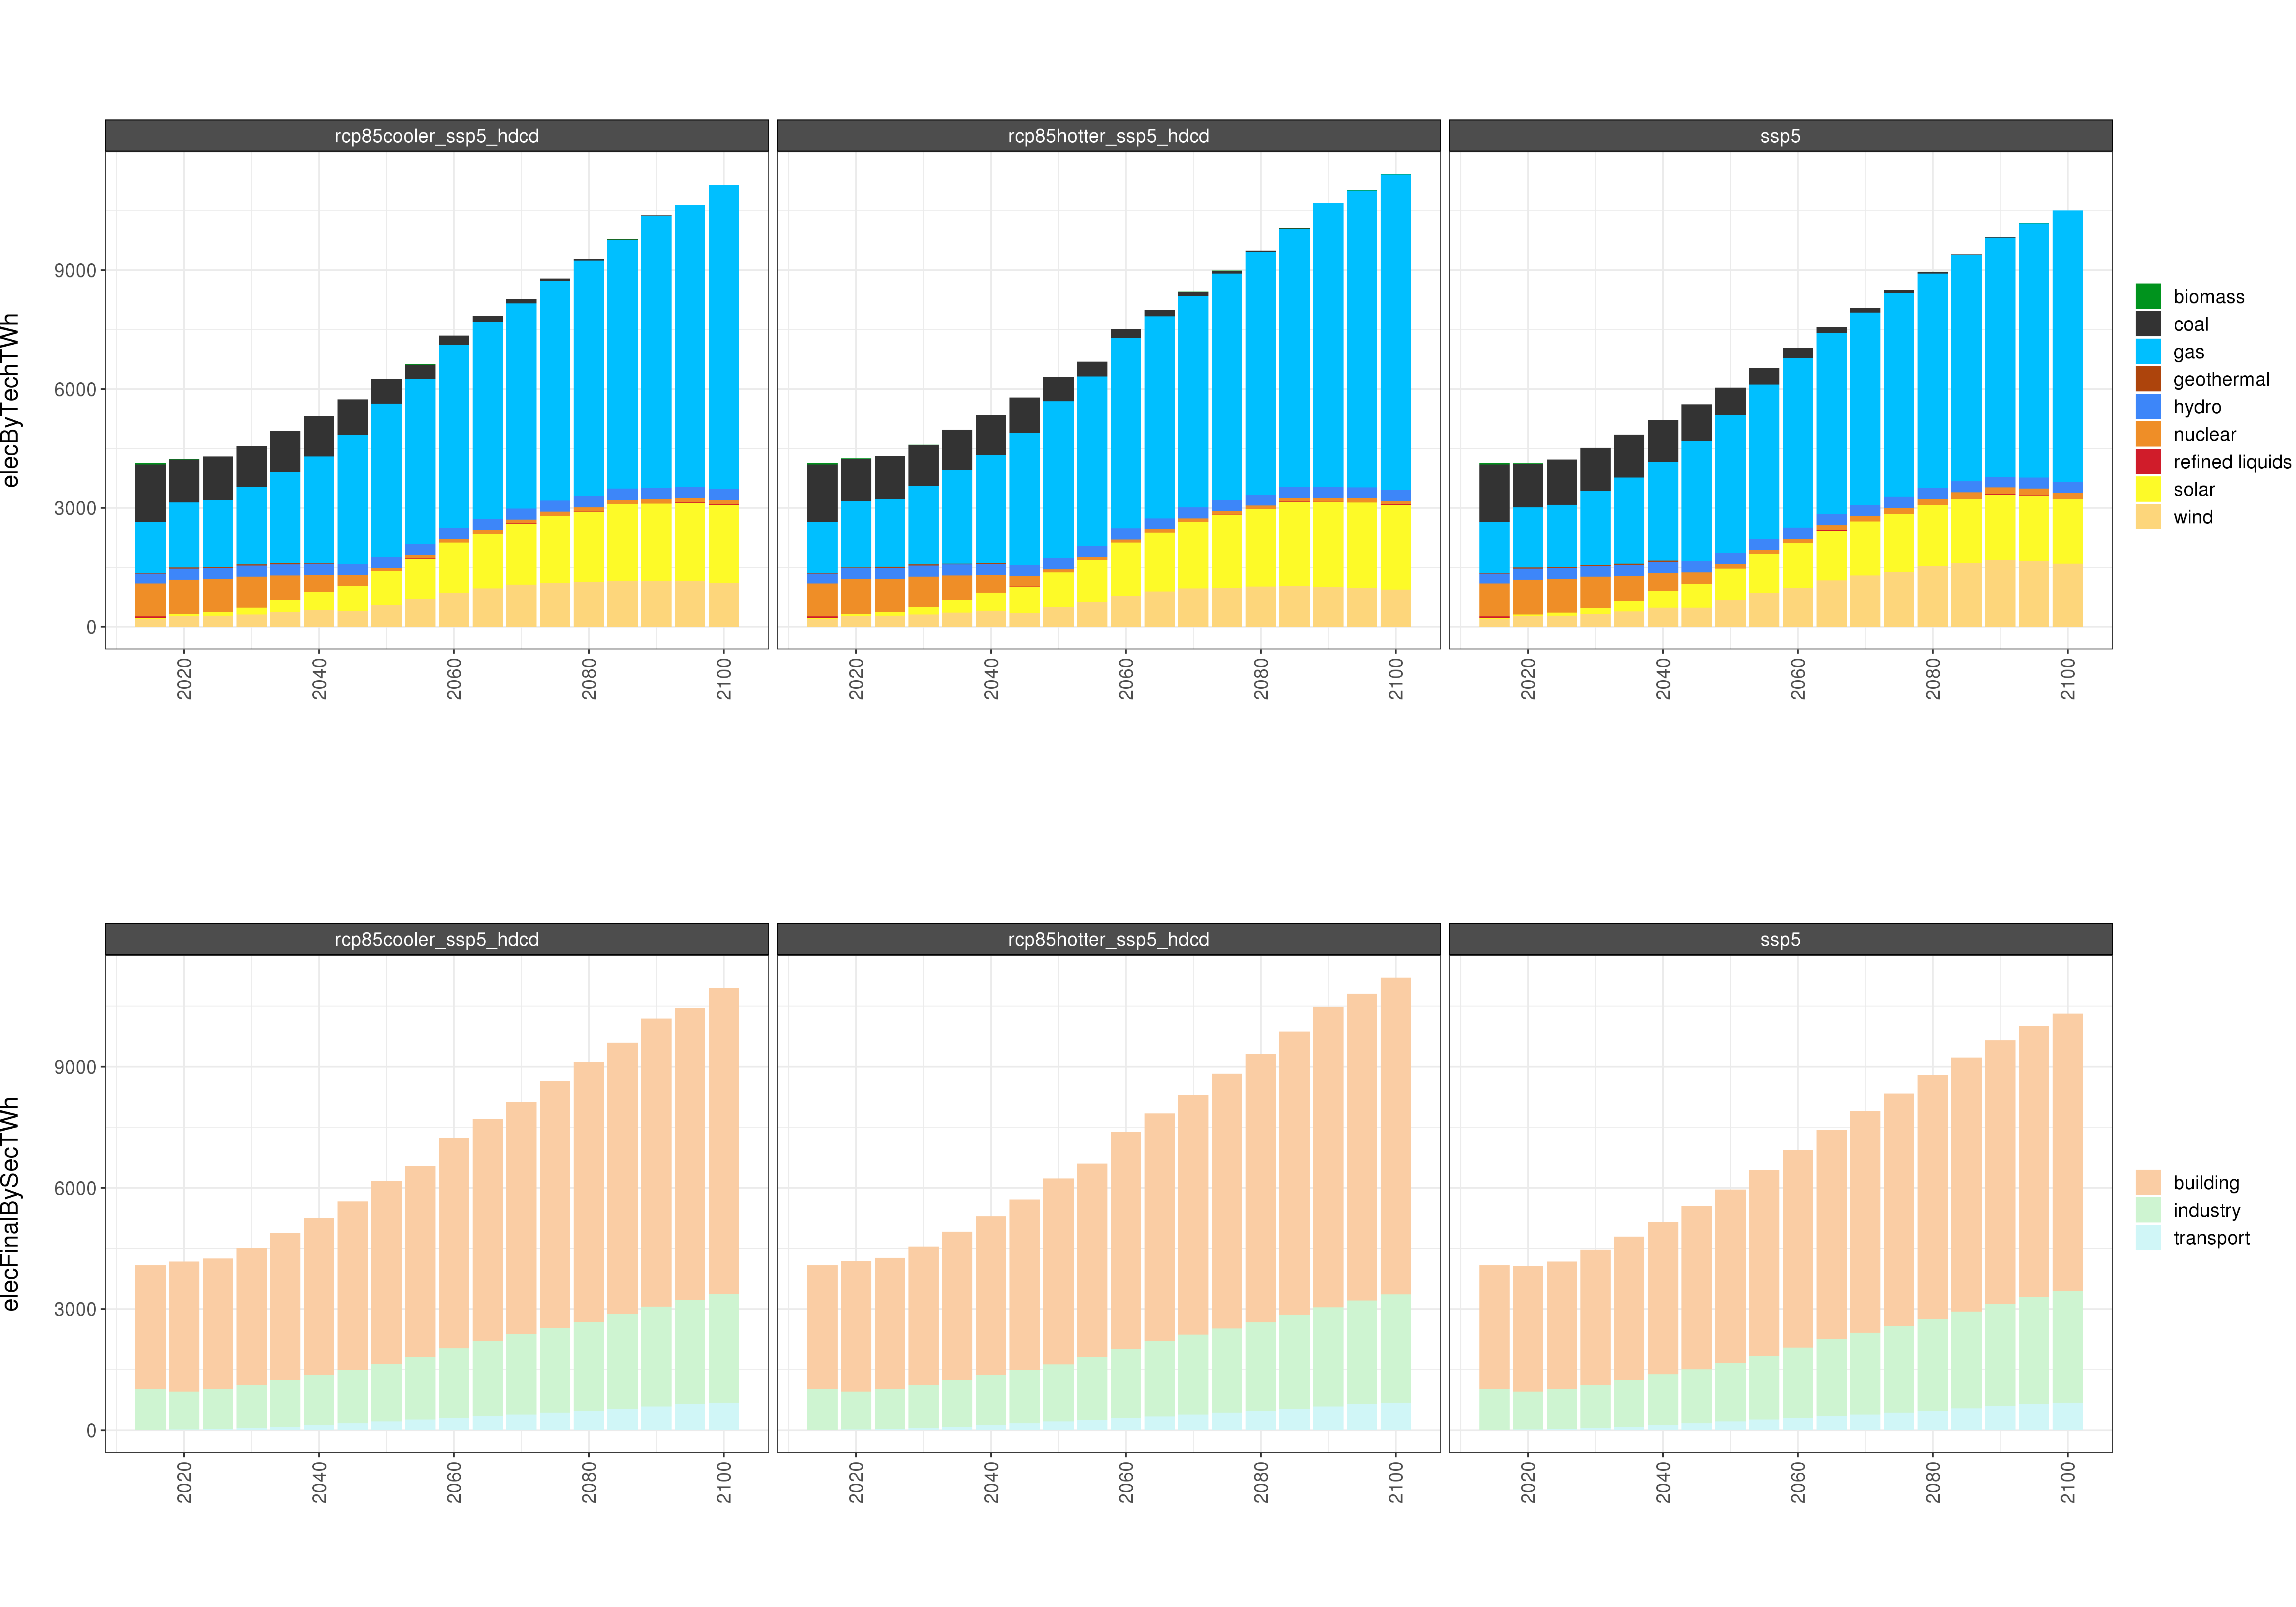 rcp85cooler_ssp5_hdcd rcp85hotter_ssp5_hdcd ssp5
elecByTechTWh
9000
6000
3000
0
2020 2040 2060 2080 2100 2020 2040 2060 2080 2100 2020 2040 2060 2080 2100
biomass
coal
gas
geothermal
hydro
nuclear
refined liquids
solar
wind
rcp85cooler_ssp5_hdcd rcp85hotter_ssp5_hdcd ssp5
elecFinalBySecTWh
9000
6000
3000
0
2020 2040 2060 2080 2100 2020 2040 2060 2080 2100 2020 2040 2060 2080 2100
building
industry
transport